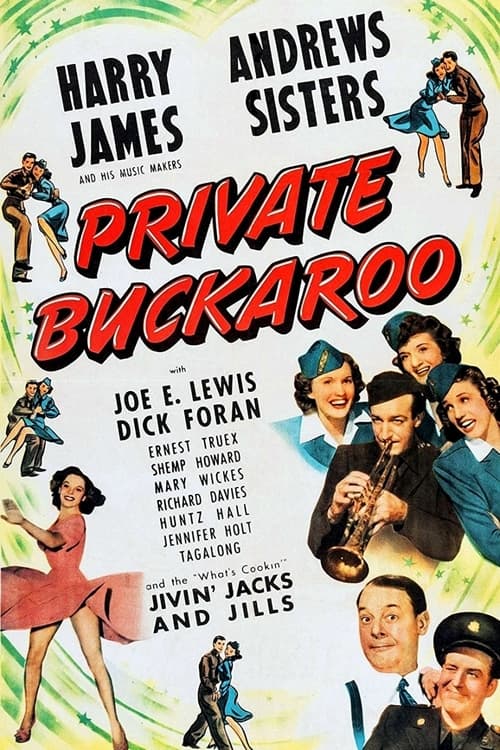 HARRY
JAMES
AND HIS MUSIC MAKERS
ANDREWS
SISTERS
PRIVATE
BUCKAROO
with
JOE E. LEWIS
DICK FORAN
ERNEST TRUEX
SHEMP HOWARD
MARY WICKES
RICHARD DAVIES
HUNTZ HALL
JENNIFER HOLT
TAGALONG
and the "What's Cookin'"
JIVIN' JACKS
AND JILLS